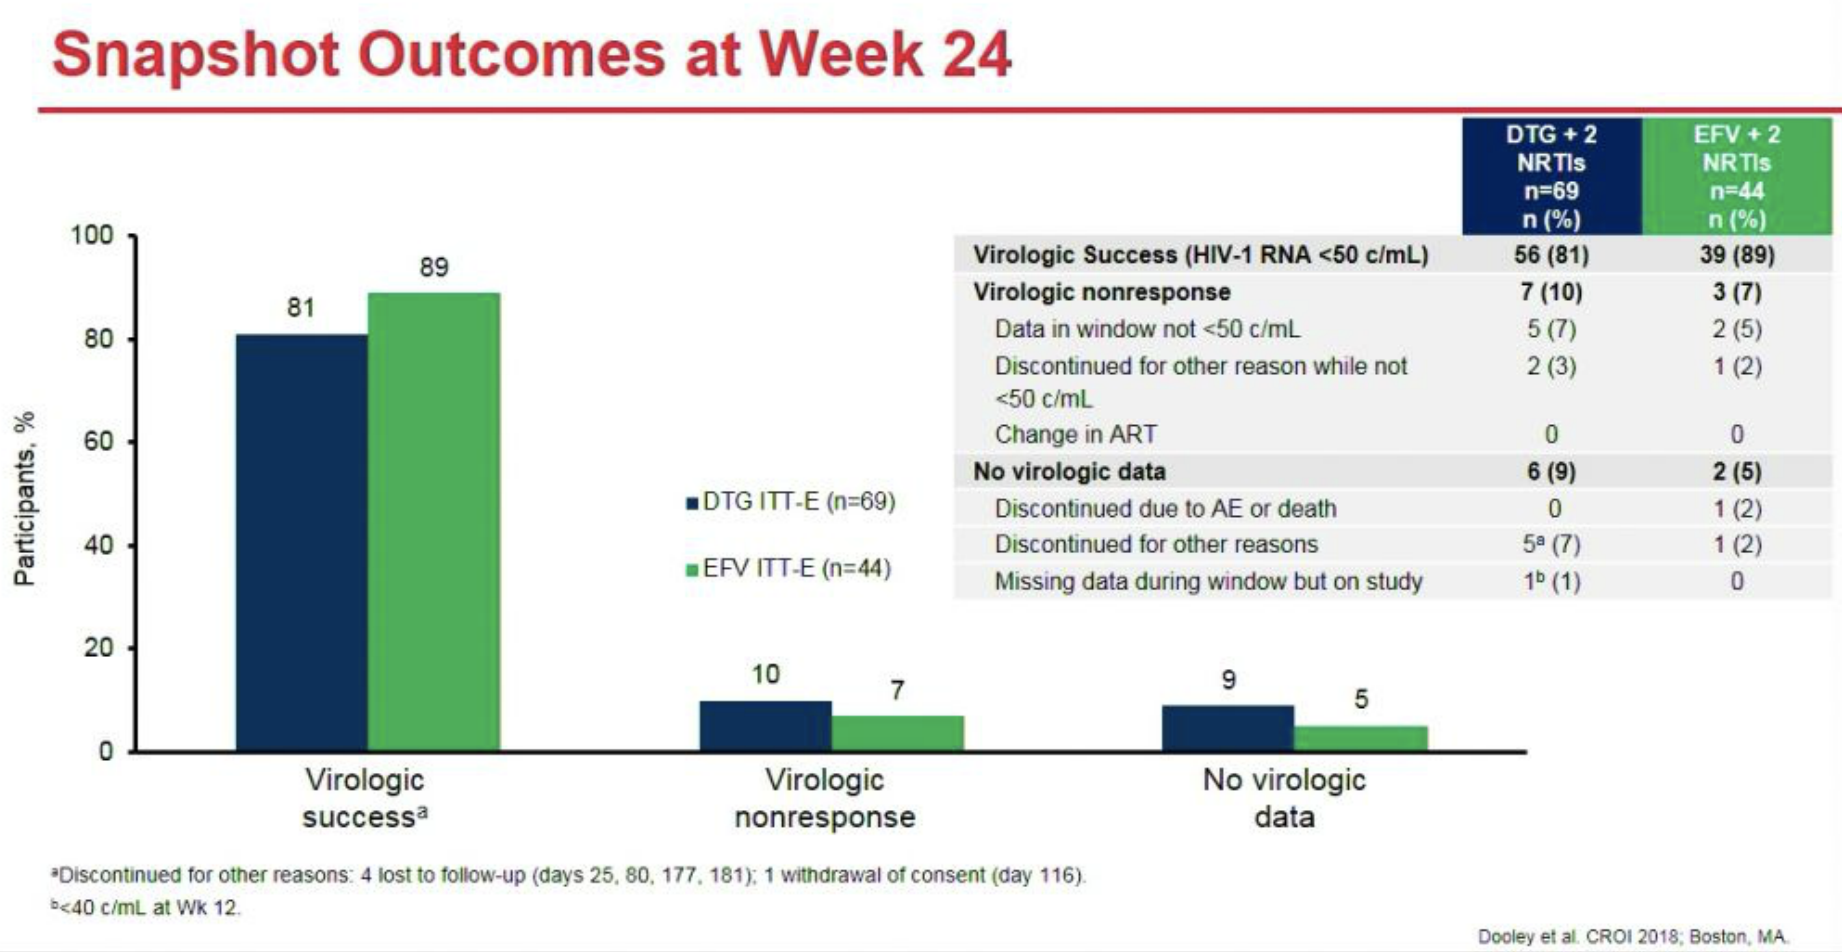 Snapshot Outcomes at Week 24
DTG + 2
NRTIs
n=69
n (%)
EFV + 2
NRTIs
n=44
n (%)
Virologic Success (HIV-1 RNA <50 c/mL) 56 (81) 39 (89)
Virologic nonresponse 7 (10) 3 (7)
Data in window not <50 c/mL 5 (7) 2 (5)
Discontinued for other reason while not 2 (3) 1 (2)
<50 c/mL
Change in ART 0 0
No virologic data 6 (9) 2 (5)
Discontinued due to AE or death 0 1 (2)
Discontinued for other reasons 5ᵃ (7) 1 (2)
Missing data during window but on study 1ᵇ (1) 0
Participants, %
100
80
60
40
20
0
81
89
10
7
9
5
DTG ITT-E (n=69)
EFV ITT-E (n=44)
Virologic
successᵃ
Virologic
nonresponse
No virologic
data
ᵃDiscontinued for other reasons: 4 lost to follow-up (days 25, 80, 177, 181); 1 withdrawal of consent (day 116).
ᵇ<40 c/mL at Wk 12.
Dooley et al. CROI 2018; Boston, MA.